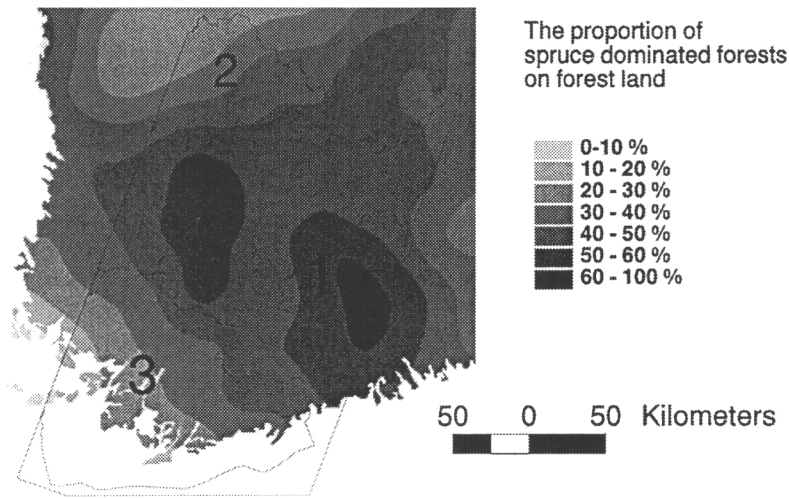 The proportion of
spruce dominated forests
on forest land
0-10 %
10 - 20 %
20 - 30 %
30 - 40 %
40 - 50 %
50 - 60 %
60 - 100 %
2
1
3
50 0 50 Kilometers